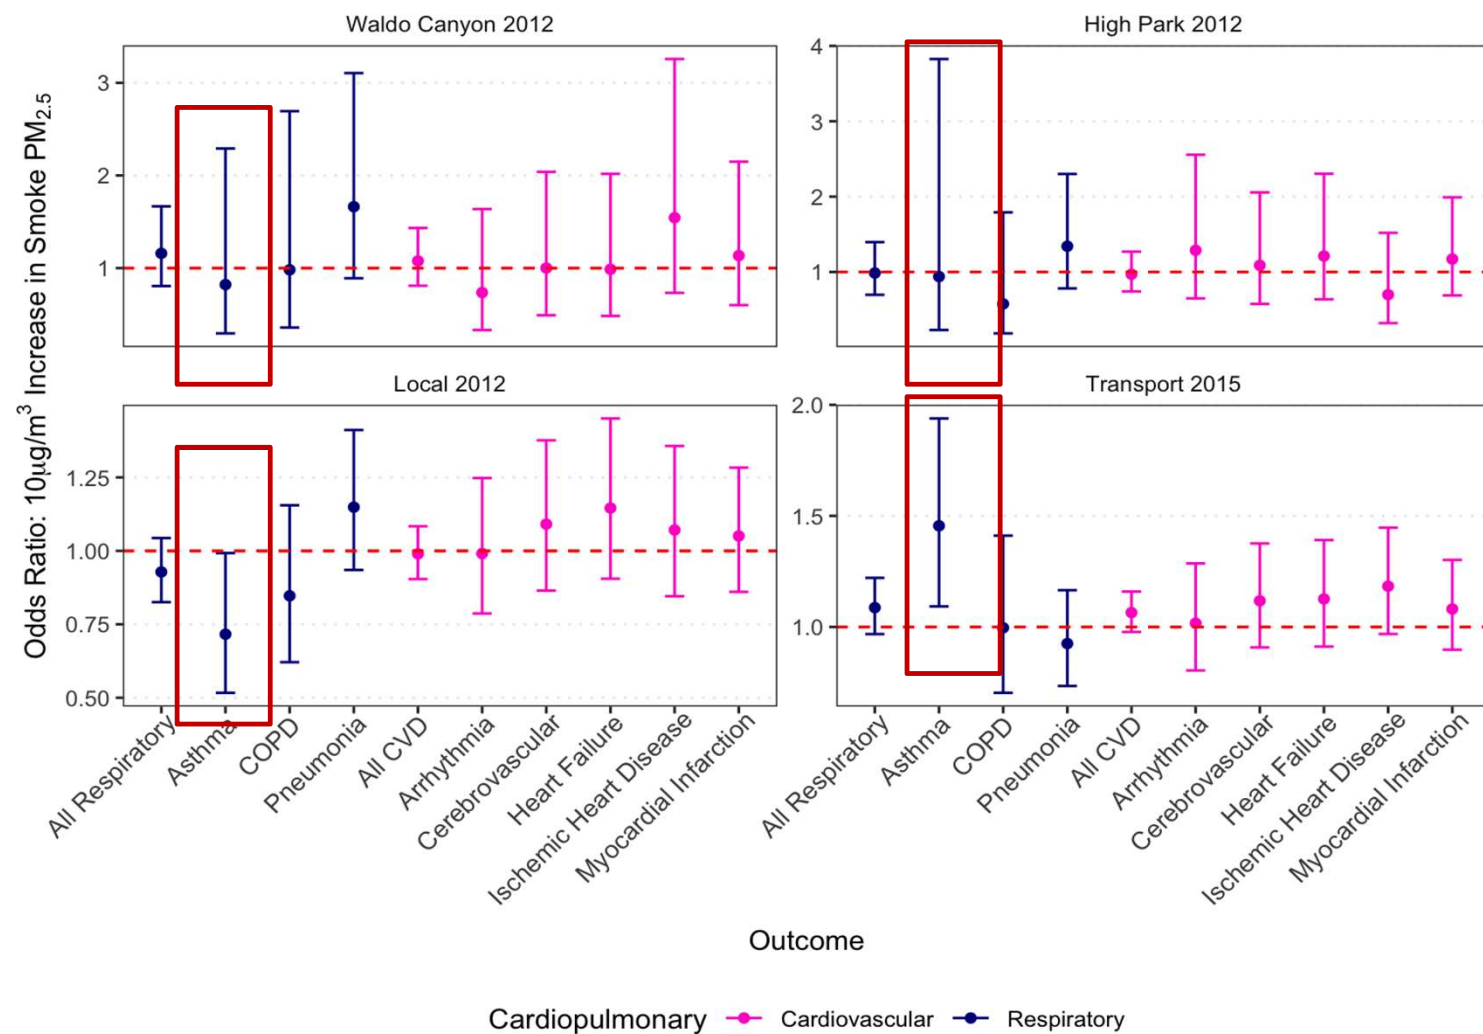 Waldo Canyon 2012
High Park 2012
Odds Ratio: 10μg/m³ Increase in Smoke PM₂.₅
3
2
1
4
3
2
1
Local 2012
Transport 2015
1.25
1.00
0.75
0.50
2.0
1.5
1.0
All Respiratory
Asthma
COPD
Pneumonia
All CVD
Arrhythmia
Cerebrovascular
Heart Failure
Ischemic Heart Disease
Myocardial Infarction
All Respiratory
Asthma
COPD
Pneumonia
All CVD
Arrhythmia
Cerebrovascular
Heart Failure
Ischemic Heart Disease
Myocardial Infarction
Outcome
Cardiopulmonary Cardiovascular Respiratory